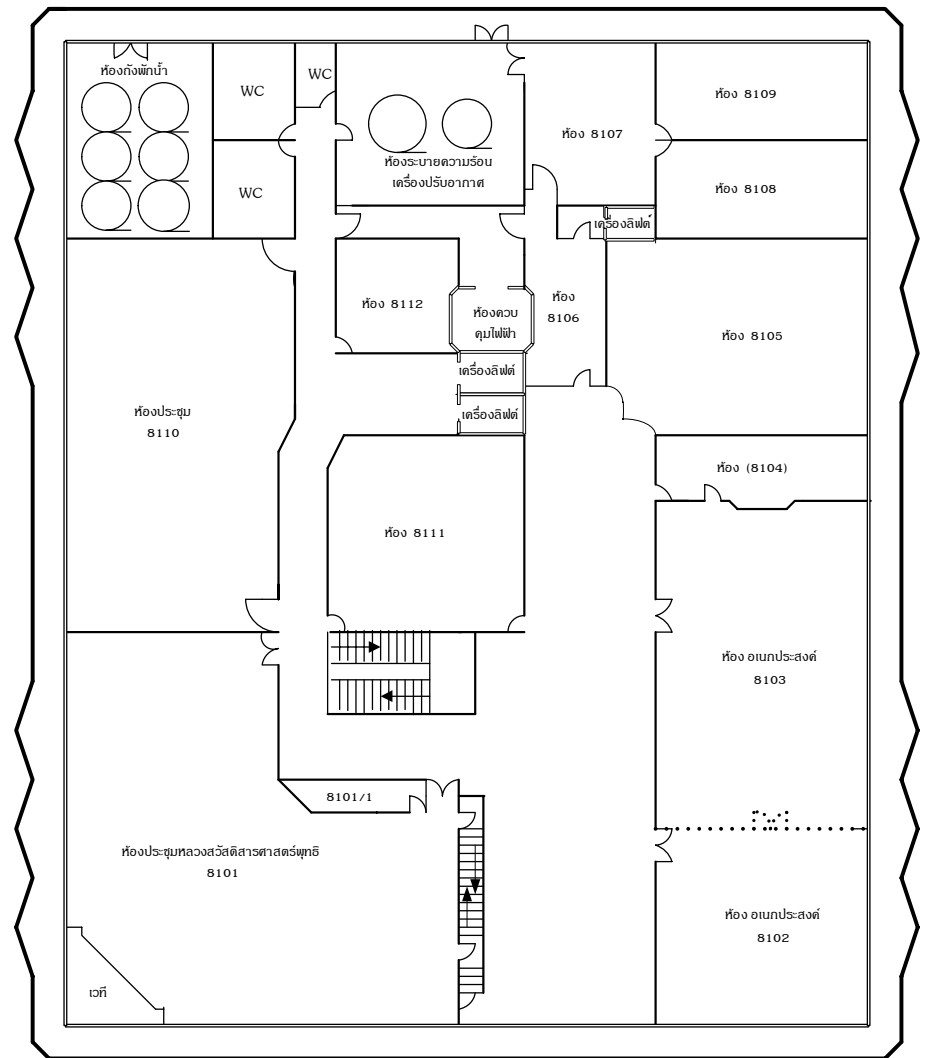 ห้องถังพักน้ำ
WC
WC
WC
ห้องระบายความร้อน
เครื่องปรับอากาศ
ห้อง 8107
ห้อง 8109
ห้อง 8108
เครื่องลิฟต์
ห้อง 8112
ห้องควบ
คุมไฟฟ้า
ห้อง
8106
ห้อง 8105
เครื่องลิฟต์
เครื่องลิฟต์
ห้องประชุม
8110
ห้อง (8104)
ห้อง 8111
ห้อง อเนกประสงค์
8103
8101/1
ห้องประชุมหลวงสวัสดิสารศาสตร์พุทธิ
8101
ห้อง อเนกประสงค์
8102
เวที